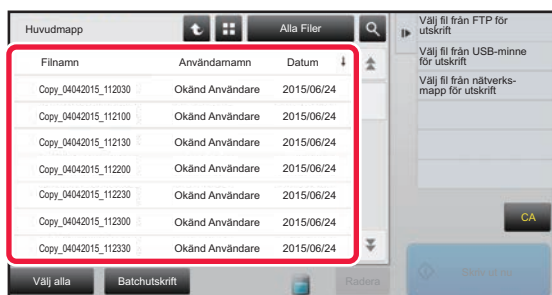 Huvudmapp
Alla Filer
Filnamn Användarnamn Datum
Copy_04042015_112030 Okänd Användare 2015/06/24
Copy_04042015_112100 Okänd Användare 2015/06/24
Copy_04042015_112130 Okänd Användare 2015/06/24
Copy_04042015_112200 Okänd Användare 2015/06/24
Copy_04042015_112230 Okänd Användare 2015/06/24
Copy_04042015_112300 Okänd Användare 2015/06/24
Copy_04042015_112330 Okänd Användare 2015/06/24
Välj alla
Batchutskrift
Radera
Välj fil från FTP för
utskrift
Välj fil från USB-minne
för utskrift
Välj fil från nätverks-
mapp för utskrift
CA